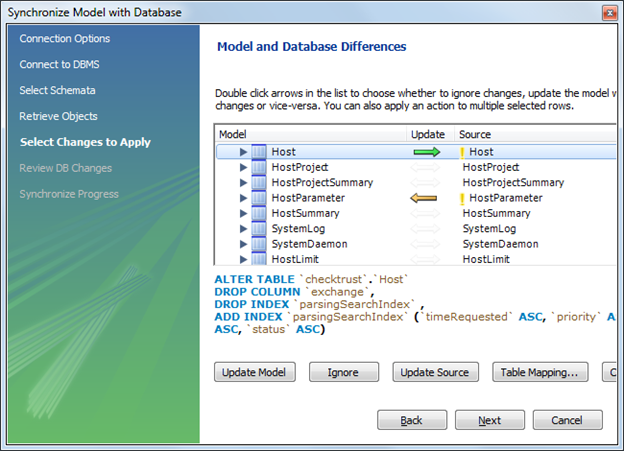 Synchronize Model with Database
Connection Options
Connect to DBMS
Select Schemata
Retrieve Objects
Select Changes to Apply
Review DB Changes
Synchronize Progress
Model and Database Differences
Double click arrows in the list to choose whether to ignore changes, update the model w
changes or vice-versa. You can also apply an action to multiple selected rows.
Model Update Source
Host ! Host
HostProject HostProject
HostProjectSummary HostProjectSummary
HostParameter ! HostParameter
HostSummary HostSummary
SystemLog SystemLog
SystemDaemon SystemDaemon
HostLimit HostLimit
ALTER TABLE `checktrust`.`Host`
DROP COLUMN `exchange`,
DROP INDEX `parsingSearchIndex` ,
ADD INDEX `parsingSearchIndex` (`timeRequested` ASC, `priority` A
ASC, `status` ASC)
Update Model Ignore Update Source Table Mapping... C
Back Next Cancel